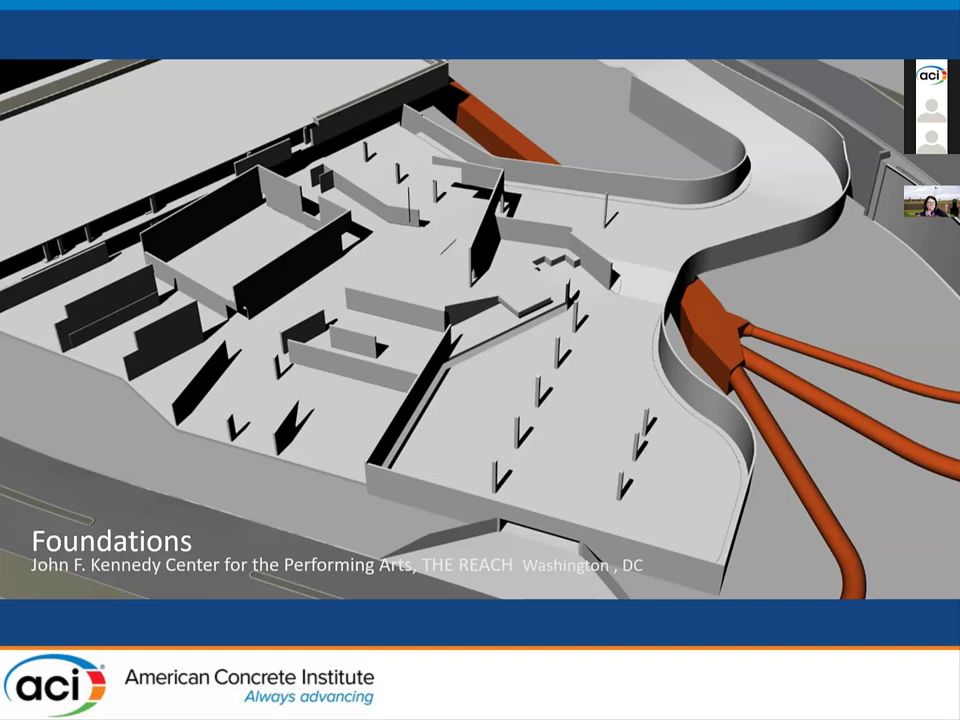 aci
Foundations
John F. Kennedy Center for the Performing Arts, THE REACH Washington , DC
aci
American Concrete Institute
Always advancing